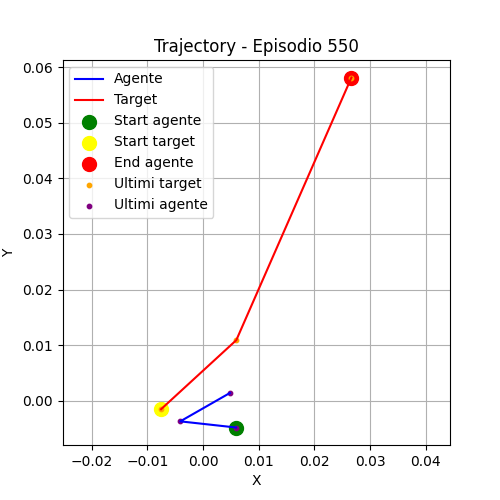 Trajectory - Episodio 550
0.06
0.05
0.04
0.03
0.02
0.01
0.00
Y
Agente
Target
Start agente
Start target
End agente
Ultimi target
Ultimi agente
−0.02
−0.01
0.00
0.01
0.02
0.03
0.04
X